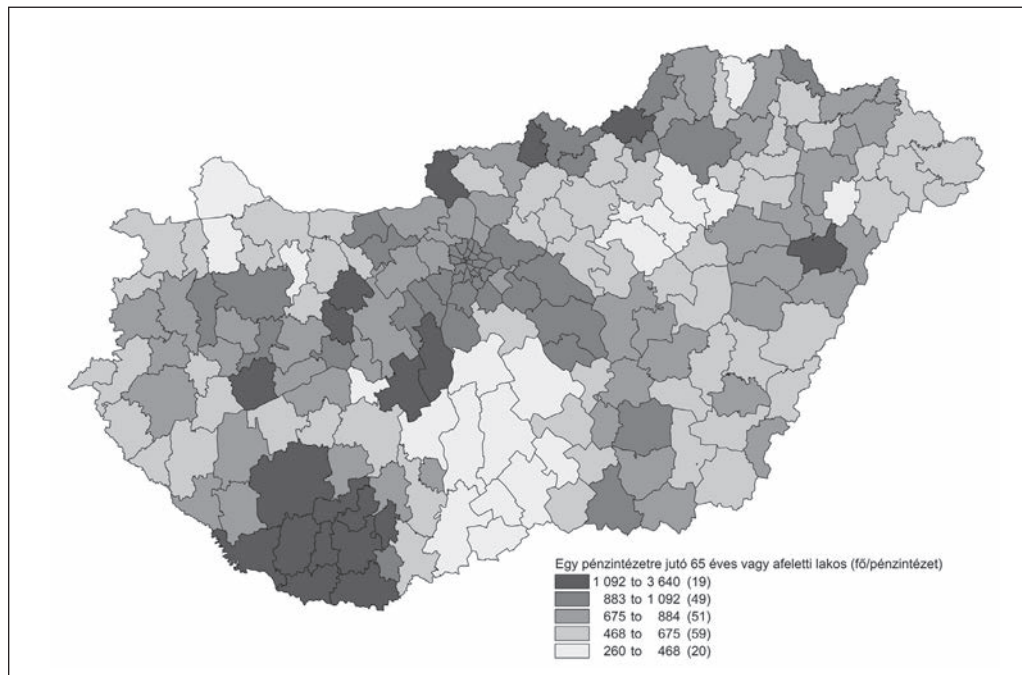 Egy pénzintézetre jutó 65 éves vagy afeletti lakos (fő/pénzintézet)
1 092 to 3 640 (19)
883 to 1 092 (49)
675 to 884 (51)
468 to 675 (59)
260 to 468 (20)